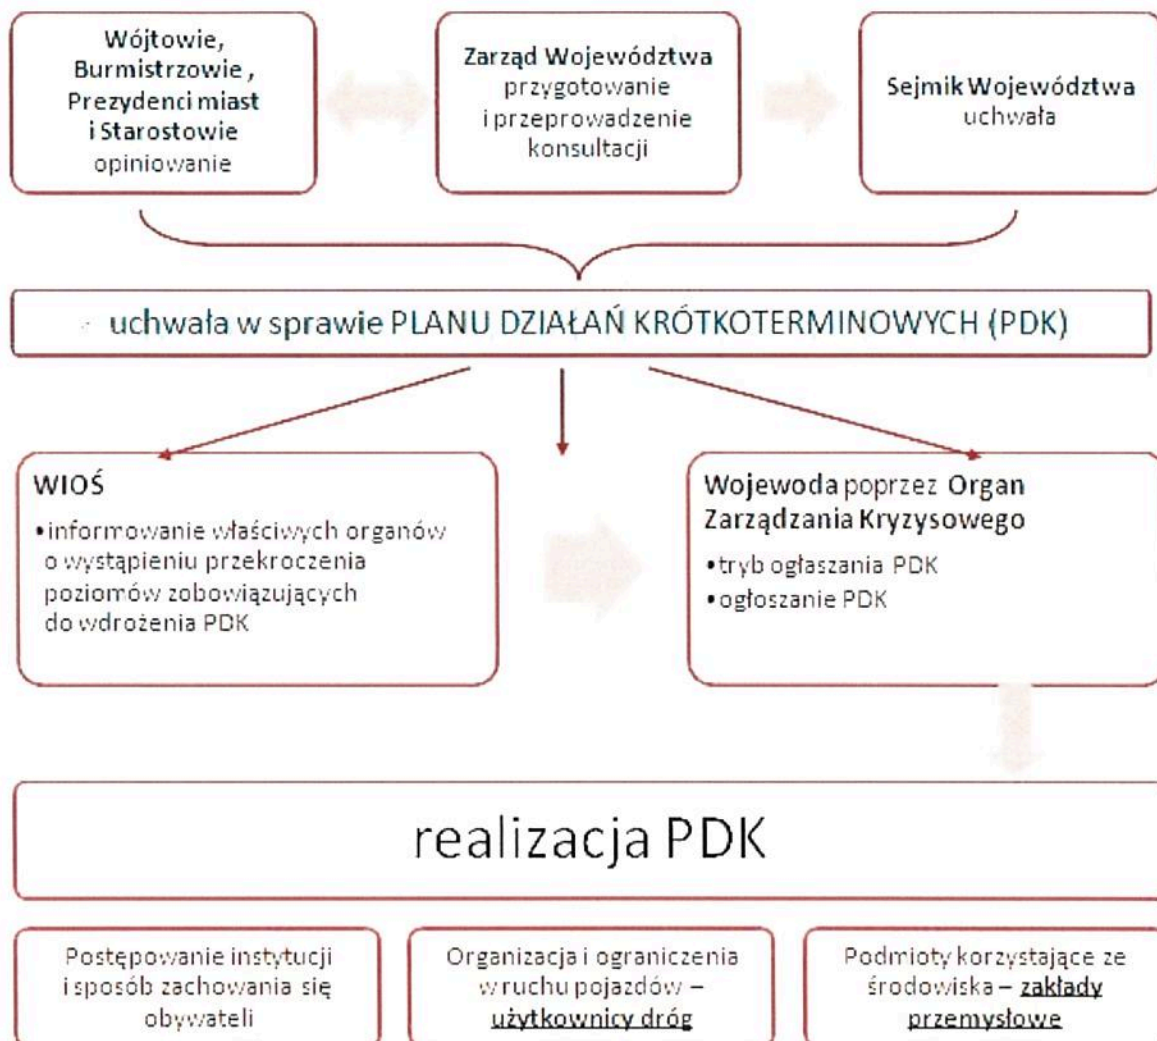 Wójtowie,
Burmistrzowie ,
Prezydenci miast
i Starostowie
opiniowanie
Zarząd Województwa
przygotowanie
i przeprowadzenie
konsultacji
Sejmik Województwa
uchwała
uchwała w sprawie PLANU DZIAŁAŃ KRÓTKOTERMINOWYCH (PDK)
WIOŚ
•informowanie właściwych organów
o wystąpieniu przekroczenia
poziomów zobowiązujących
do wdrożenia PDK
Wojewoda poprzez Organ
Zarządzania Kryzysowego
•tryb ogłaszania PDK
•ogłoszanie PDK
realizacja PDK
Postępowanie instytucji
i sposób zachowania się
obywateli
Organizacja i ograniczenia
w ruchu pojazdów –
użytkownicy dróg
Podmioty korzystające ze
środowiska – zakłady
przemysłowe